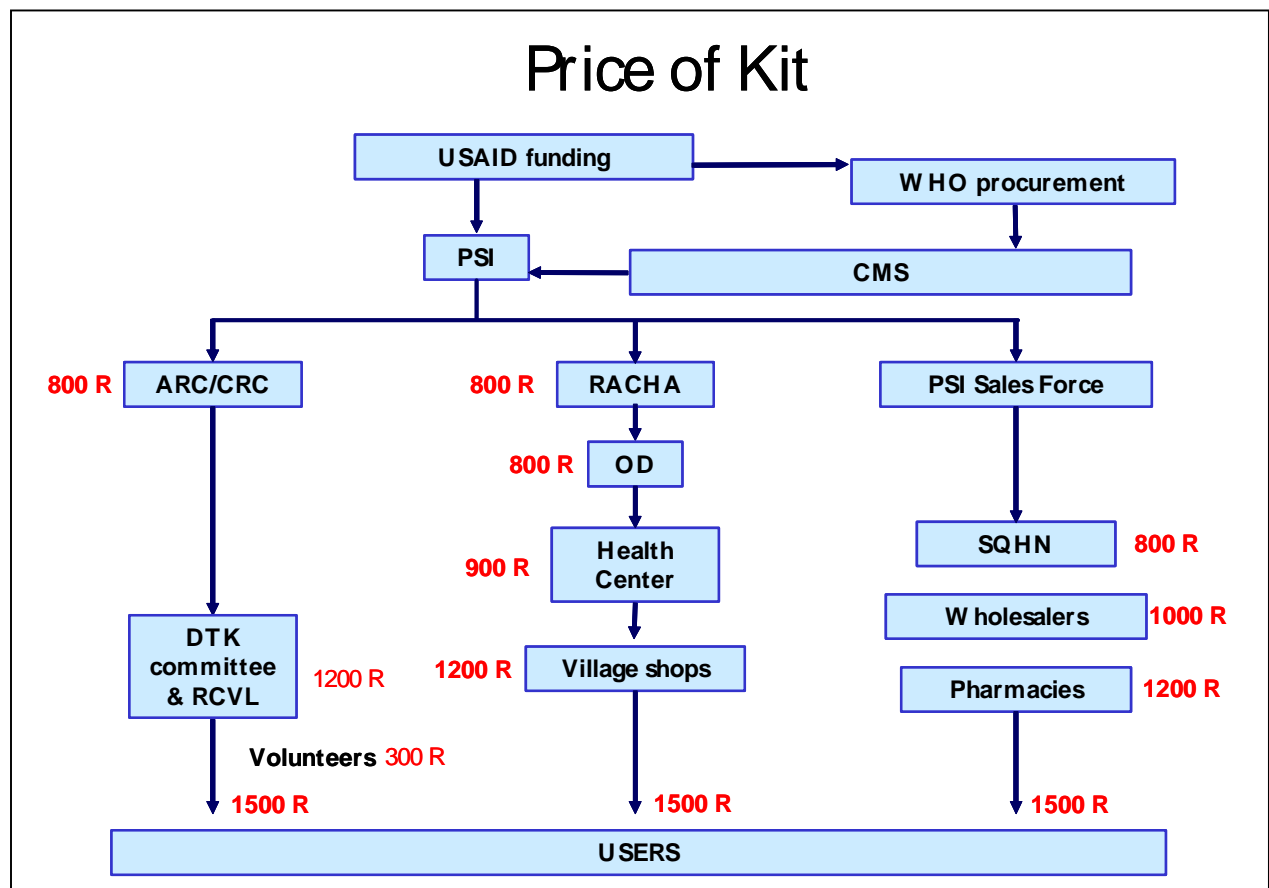 Price of Kit
USAID funding
WHO procurement
PSI
CMS
800 R
ARC/CRC
800 R
RACHA
PSI Sales Force
800 R
OD
900 R
Health
Center
SQHN
800 R
Wholesalers
1000 R
DTK
committee
& RCVL
1200 R
1200 R
Village shops
Pharmacies
1200 R
Volunteers 300 R
1500 R
1500 R
1500 R
USERS